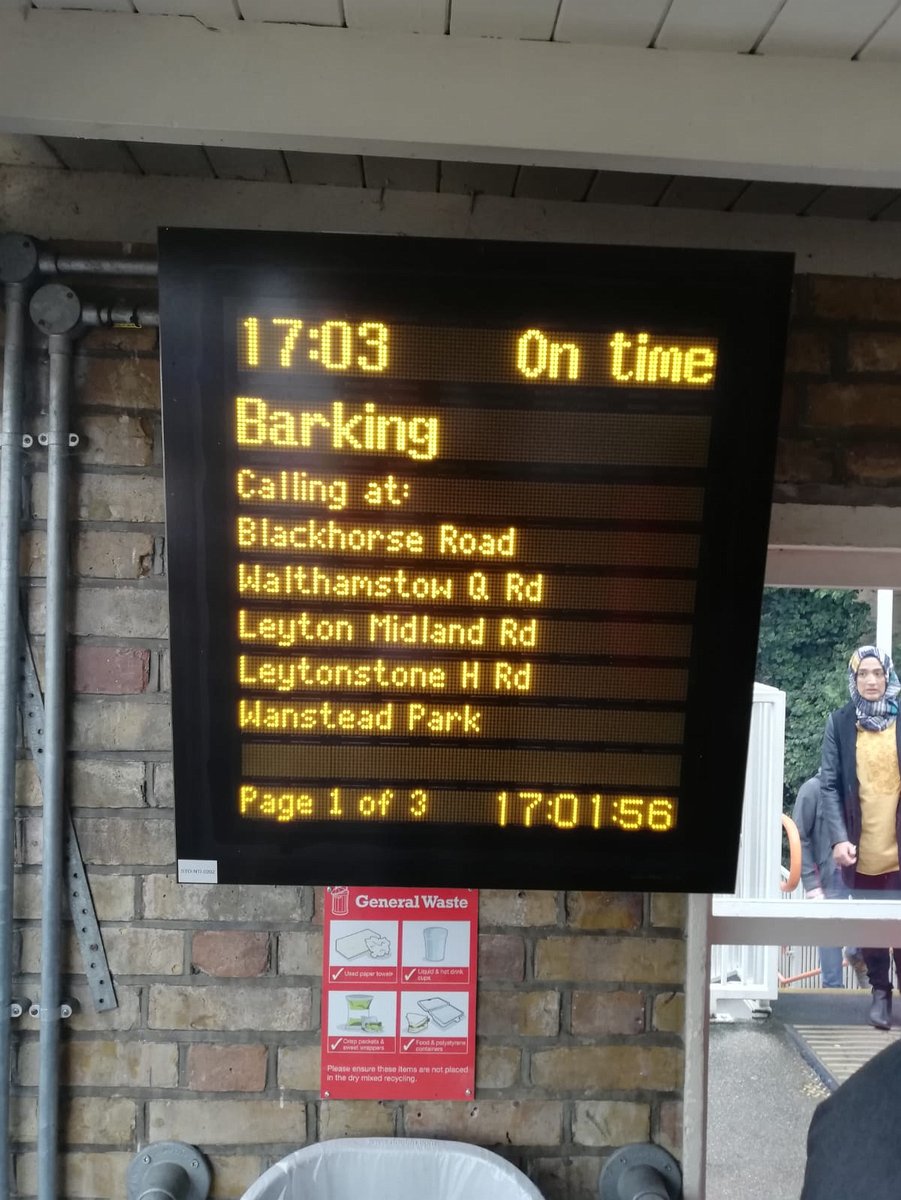 17:03 On time
Barking
Calling at:
Blackhorse Road
Walthamstow Q Rd
Leyton Midland Rd
Leytonstone H Rd
Wanstead Park
Page 1 of 3 17:01:56
General Waste
✓ Used paper towels
✓ Liquid & hot drink
cups
✓ Crisp packets &
sweet wrappers
✓ Food & polystyrene
containers
Please ensure these items are not placed
in the dry mixed recycling.